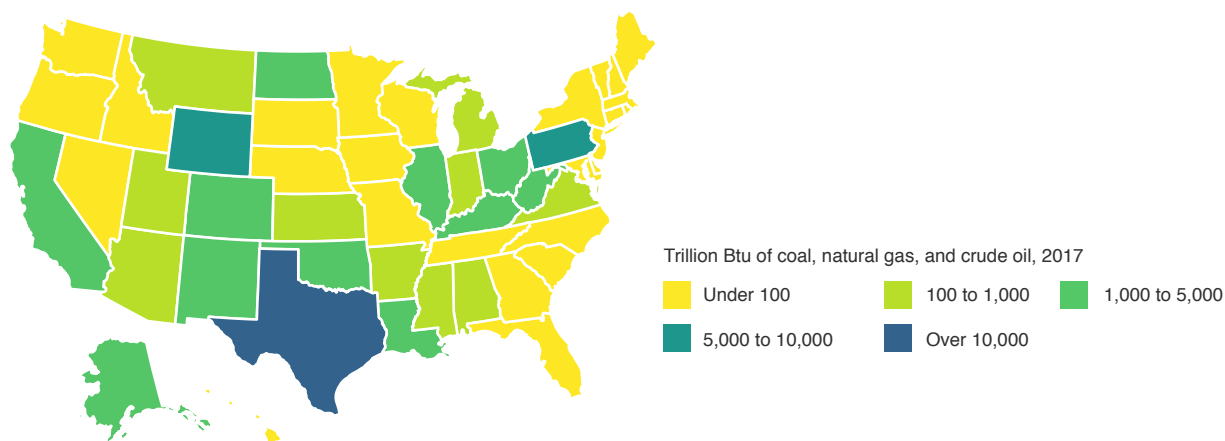 Trillion Btu of coal, natural gas, and crude oil, 2017
Under 100
100 to 1,000
1,000 to 5,000
5,000 to 10,000
Over 10,000